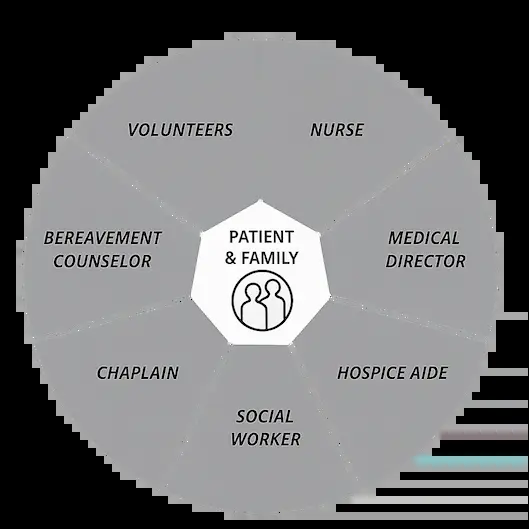 VOLUNTEERS
NURSE
BEREAVEMENT
COUNSELOR
PATIENT
& FAMILY
MEDICAL
DIRECTOR
CHAPLAIN
HOSPICE AIDE
SOCIAL
WORKER